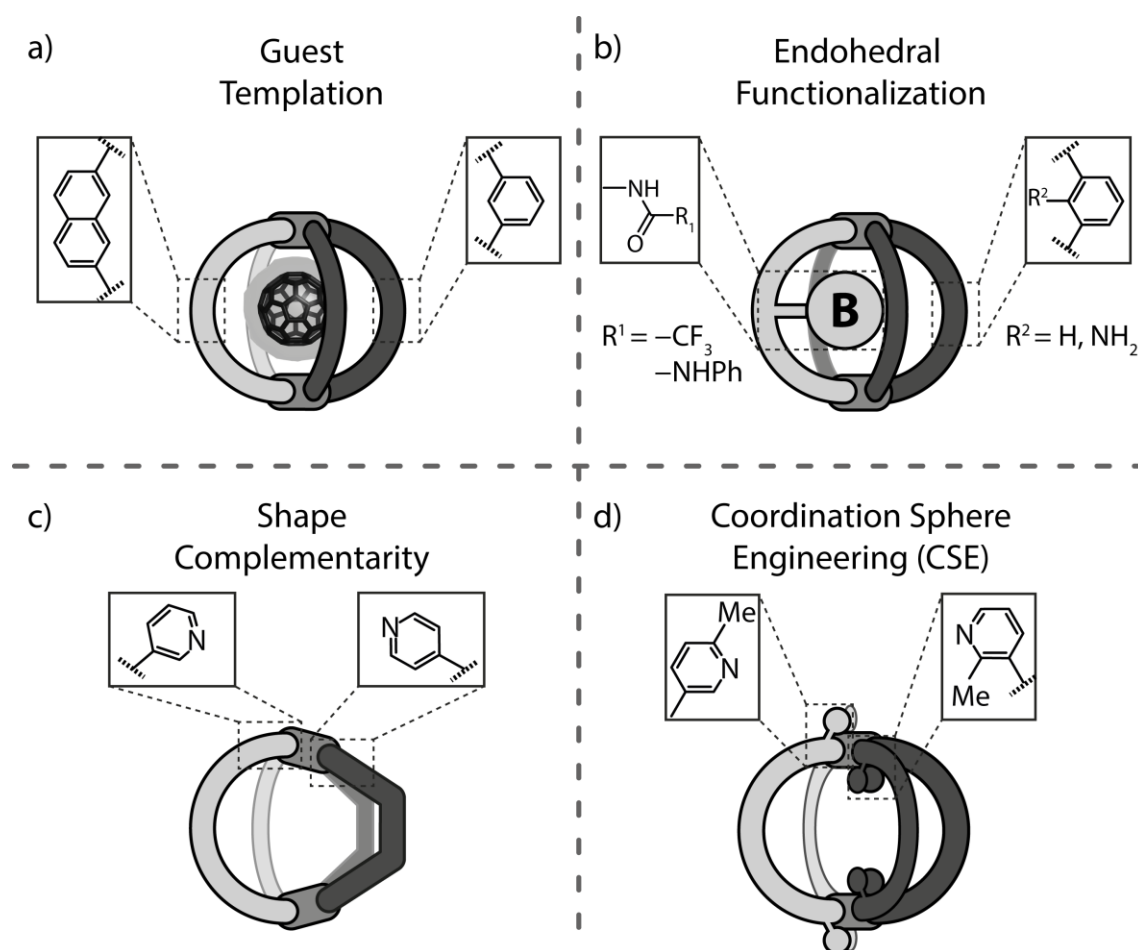 a)
Guest
Templation
b)
Endohedral
Functionalization
NH
R₁
O
R²
B
R¹ = –CF₃
–NHPh
R² = H, NH₂
c)
Shape
Complementarity
N
N
d)
Coordination Sphere
Engineering (CSE)
Me
N
N
Me